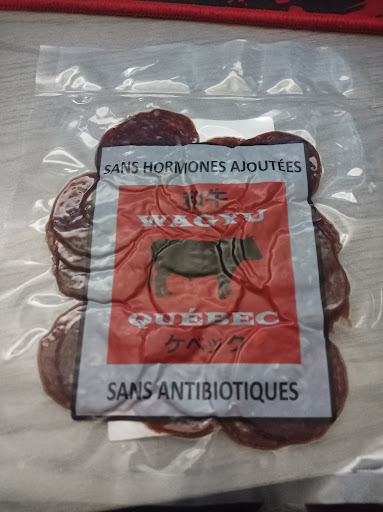 SANS HORMONES AJOUTÉES
和牛
WAGYU
QUÉBEC
ケベック
SANS ANTIBIOTIQUES